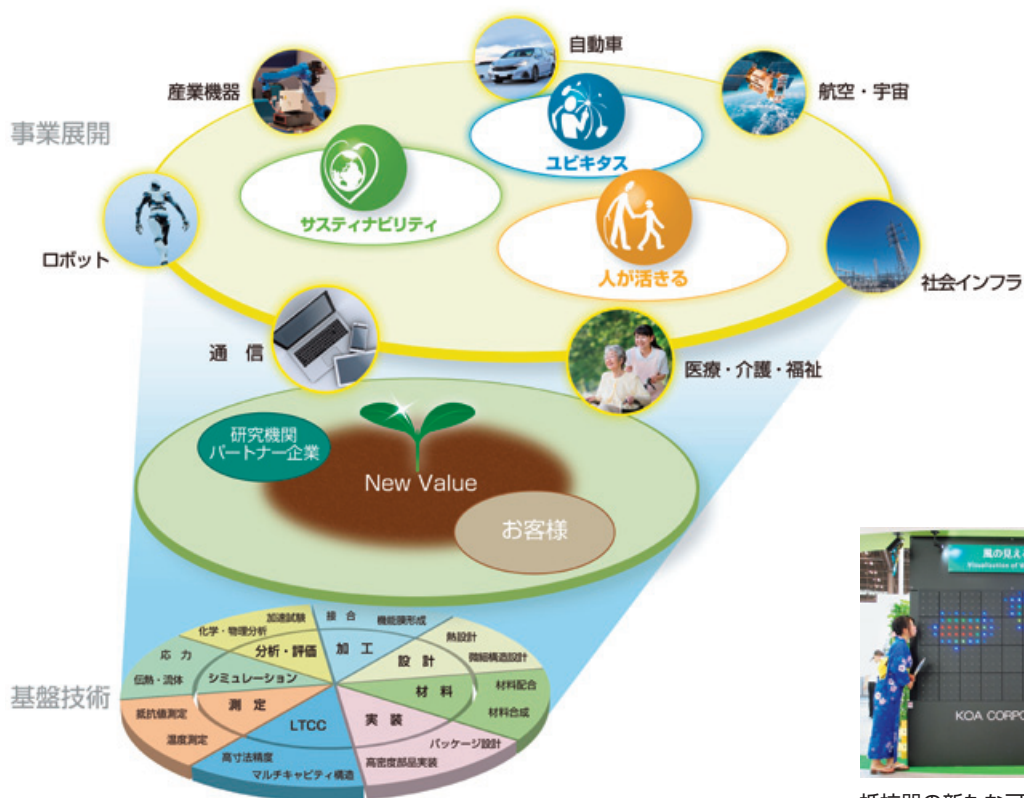 自動車
産業機器
航空・宇宙
事業展開
ユビキタス
サスティナビリティ
ロボット
人が活きる
社会インフラ
通 信
医療・介護・福祉
研究機関
パートナー企業
New Value
お客様
基盤技術
加速試験
化学・物理分析
分析・評価
接 合
機能膜形成
加 工
熱設計
微細構造設計
設 計
応 力
伝熱・流体
シミュレーション
材 料
材料配合
材料合成
抵抗値測定
温度測定
測 定
LTCC
高寸法精度
マルチキャビティ構造
実 装
パッケージ設計
高密度部品実装
風の見え
KOA CORPO